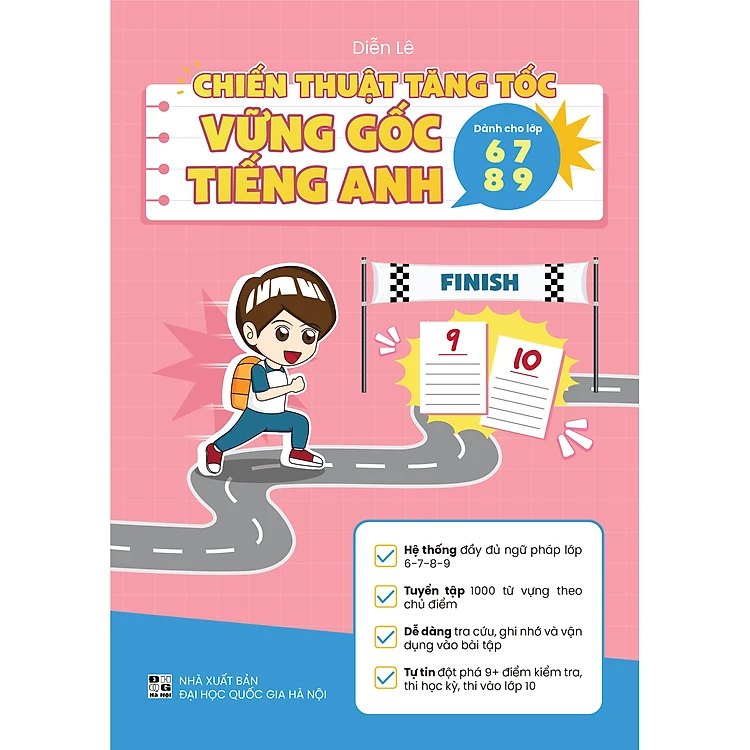 Diễn Lê
CHIẾN THUẬT TĂNG TỐC
VỮNG GỐC
TIẾNG ANH
Dành cho lớp
6 7
8 9
FINISH
9
10
Hệ thống đầy đủ ngữ pháp lớp
6-7-8-9
Tuyển tập 1000 từ vựng theo
chủ điểm
Dễ dàng tra cứu, ghi nhớ và vận
dụng vào bài tập
Tự tin đột phá 9+ điểm kiểm tra,
thi học kỳ, thi vào lớp 10
Hà Nội
NHÀ XUẤT BẢN
ĐẠI HỌC QUỐC GIA HÀ NỘI